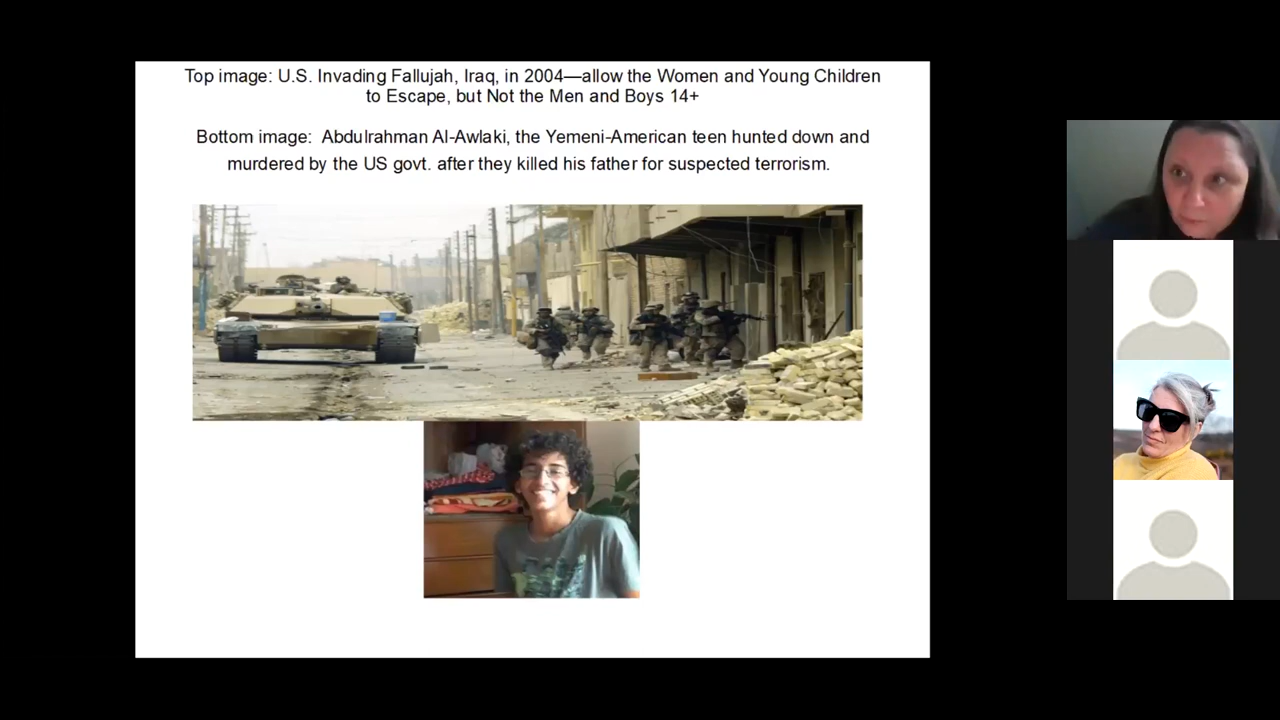 Top image: U.S. Invading Fallujah, Iraq, in 2004—allow the Women and Young Children
to Escape, but Not the Men and Boys 14+
Bottom image:  Abdulrahman Al-Awlaki, the Yemeni-American teen hunted down and
murdered by the US govt. after they killed his father for suspected terrorism.